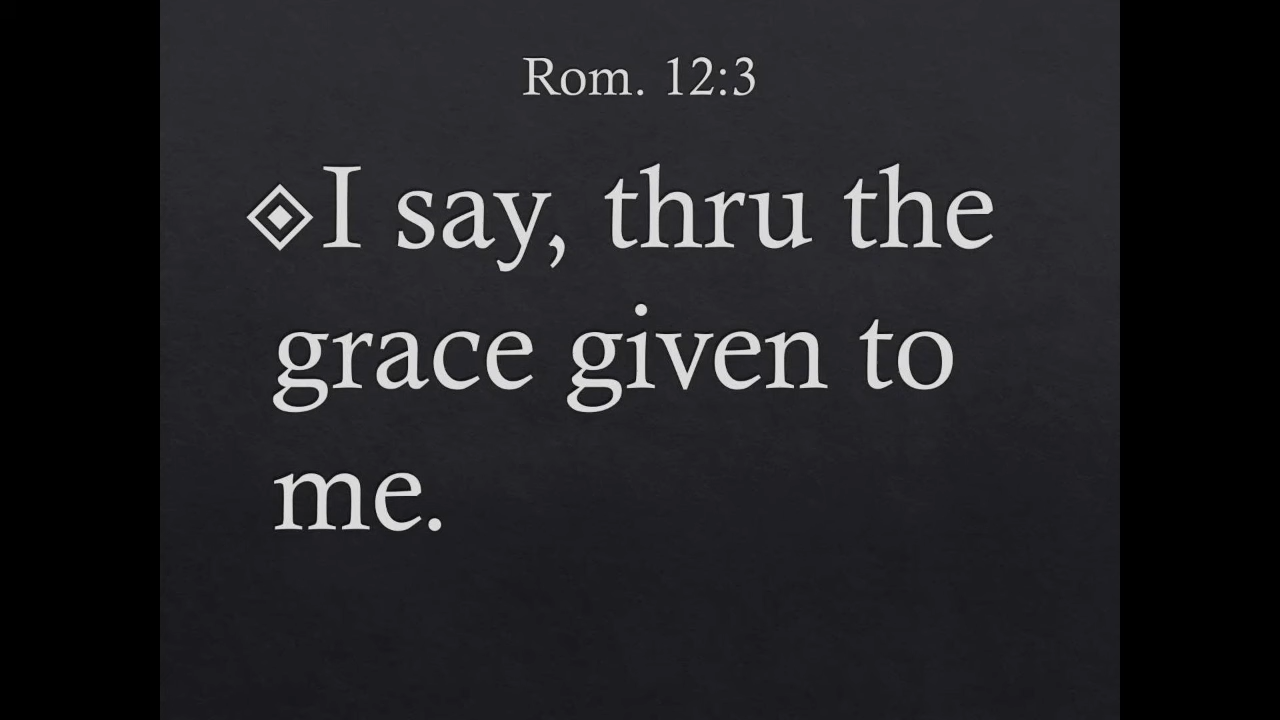 Rom. 12:3
I say, thru the
grace given to
me.